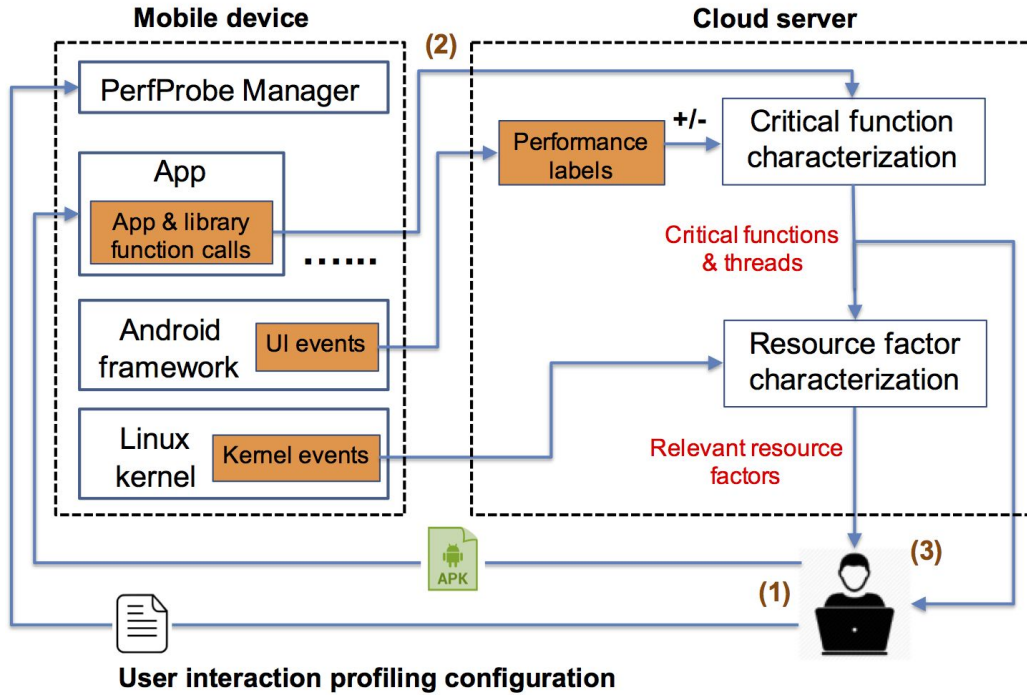 Mobile device
Cloud server
(2)
PerfProbe Manager
App
App & library
function calls
......
Android
framework
UI events
Linux
kernel
Kernel events
Performance
labels
+/-
Critical function
characterization
Critical functions
& threads
Resource factor
characterization
Relevant resource
factors
APK
(1)
(3)
User interaction profiling configuration